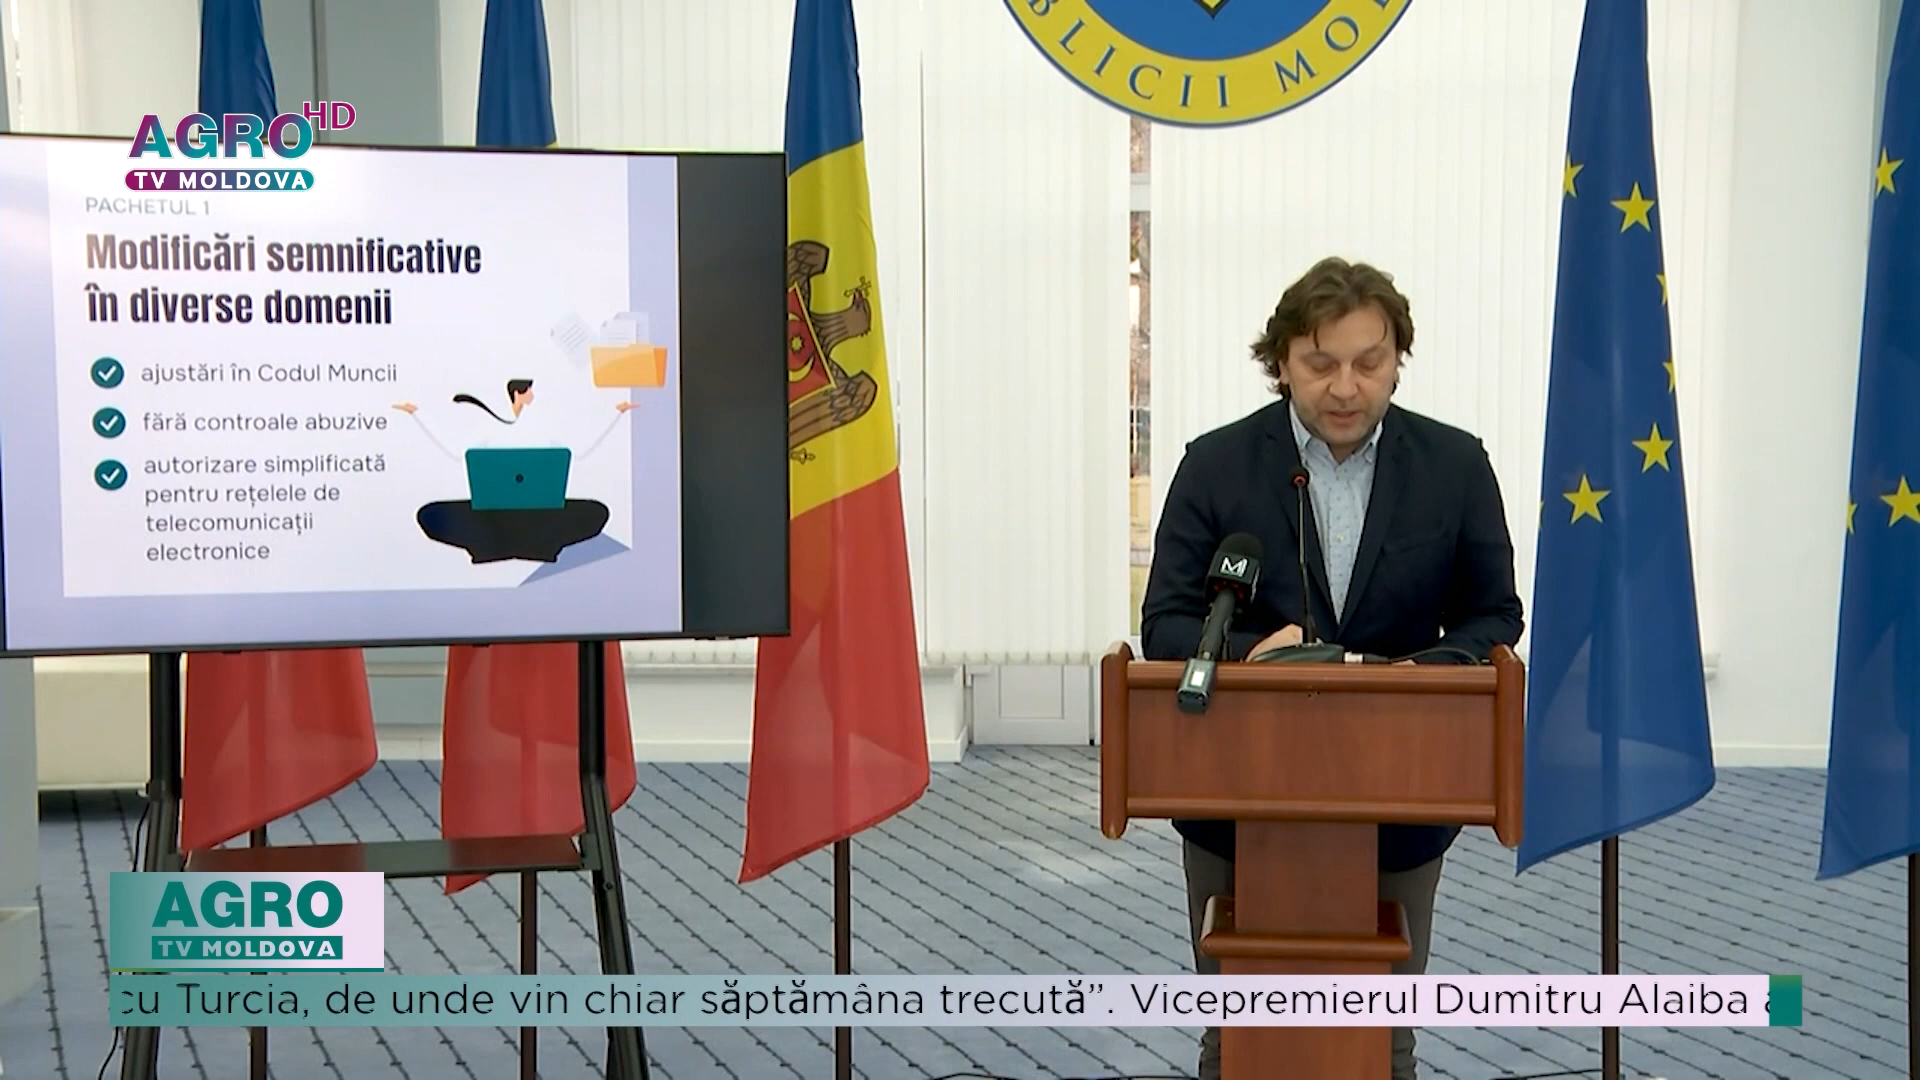 BLICII MOL
AGRO HD
TV MOLDOVA
PACHETUL 1
Modificări semnificative
în diverse domenii
ajustări în Codul Muncii
fără controale abuzive
autorizare simplificată
pentru rețelele de
telecomunicații
electronice
M
AGRO
TV MOLDOVA
cu Turcia, de unde vin chiar săptămâna trecută”. Vicepremierul Dumitru Alaiba